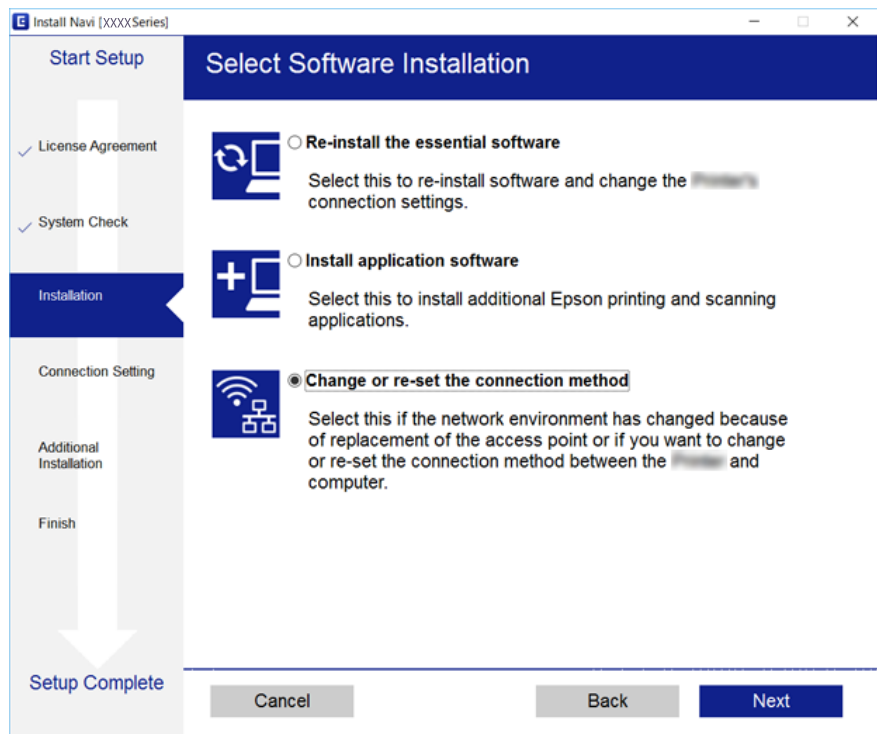 E Install Navi [XXXX Series]
Start Setup
License Agreement
System Check
Installation
Connection Setting
Additional
Installation
Finish
Setup Complete
Select Software Installation
Re-install the essential software
Select this to re-install software and change the
connection settings.
Install application software
Select this to install additional Epson printing and scanning
applications.
Change or re-set the connection method
Select this if the network environment has changed because
of replacement of the access point or if you want to change
or re-set the connection method between the and
computer.
Cancel
Back
Next